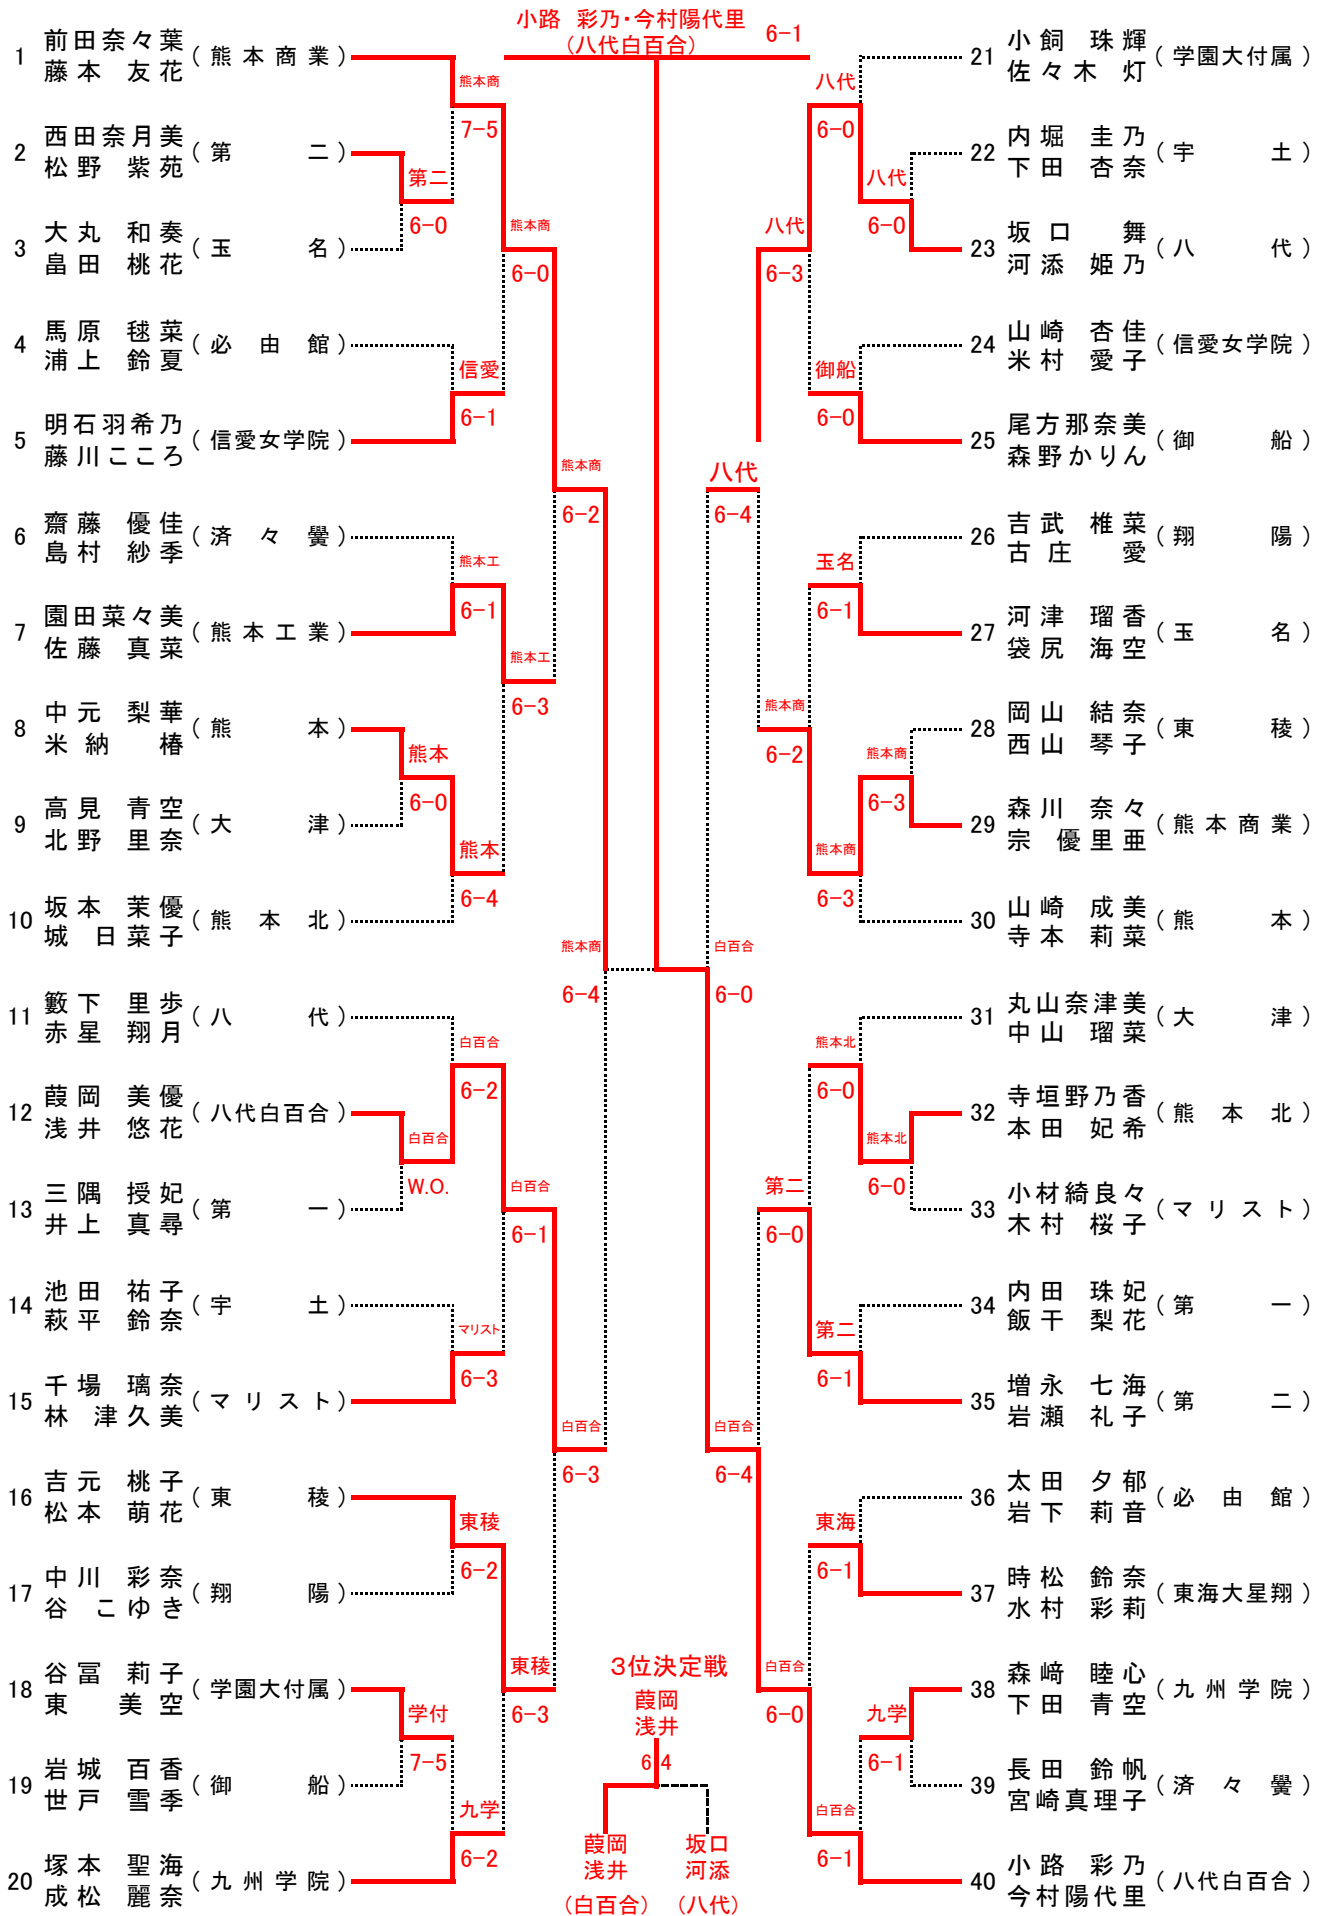 小路 彩乃・今村陽代里
(八代白百合)
6-1
1 前田奈々葉 藤本友花 (熊本商業)
2 西田奈月美 松野紫苑 (第二)
3 大丸和奏 畠田桃花 (玉名)
4 馬原毬菜 浦上鈴夏 (必由館)
5 明石羽希乃 藤川こころ (信愛女学院)
6 齋藤優佳 島村紗季 (済々黌)
7 園田菜々美 佐藤真菜 (熊本工業)
8 中元梨華 米納椿 (熊本)
9 高見青空 北野里奈 (大津)
10 坂本茉優 城日菜子 (熊本北)
11 籔下里歩 赤星翔月 (八代)
12 葭岡美優 浅井悠花 (八代白百合)
13 三隅授妃 井上真尋 (第一)
14 池田祐子 萩平鈴奈 (宇土)
15 千場璃奈 林津久美 (マリスト)
16 吉元桃子 松本萌花 (東稜)
17 中川彩奈 谷こゆき (翔陽)
18 谷冨莉子 東美空 (学園大付属)
19 岩城百香 世戸雪季 (御船)
20 塚本聖海 成松麗奈 (九州学院)
熊本商
7-5
第二
6-0
熊本商
6-0
信愛
6-1
熊本商
6-2
熊本工
6-1
熊本工
6-3
熊本
6-0
熊本
6-4
熊本商
6-4
白百合
6-2
白百合
W.O.
白百合
6-1
マリスト
6-3
白百合
6-3
東稜
6-2
東稜
6-3
学付
7-5
九学
6-2
八代
6-0
八代
6-0
八代
6-3
御船
6-0
八代
6-4
玉名
6-1
熊本商
6-2
熊本商
6-3
熊本商
6-3
白百合
6-0
熊本北
6-0
熊本北
6-0
第二
6-0
第二
6-1
白百合
6-4
東海
6-1
白百合
6-0
九学
6-1
白百合
6-1
21 小飼珠輝 佐々木灯 (学園大付属)
22 内堀圭乃 下田杏奈 (宇土)
23 坂口舞 河添姫乃 (八代)
24 山崎杏佳 米村愛子 (信愛女学院)
25 尾方那奈美 森野かりん (御船)
26 吉武椎菜 古庄愛 (翔陽)
27 河津瑠香 袋尻海空 (玉名)
28 岡山結奈 西山琴子 (東稜)
29 森川奈々 宗優里亜 (熊本商業)
30 山崎成美 寺本莉菜 (熊本)
31 丸山奈津美 中山瑠菜 (大津)
32 寺垣野乃香 本田妃希 (熊本北)
33 小材綺良々 木村桜子 (マリスト)
34 内田珠妃 飯干梨花 (第一)
35 増永七海 岩瀬礼子 (第二)
36 太田夕郁 岩下莉音 (必由館)
37 時松鈴奈 水村彩莉 (東海大星翔)
38 森﨑睦心 下田青空 (九州学院)
39 長田鈴帆 宮崎真理子 (済々黌)
40 小路彩乃 今村陽代里 (八代白百合)
3位決定戦
葭岡
浅井
6 4
葭岡 坂口
浅井 河添
(白百合) (八代)